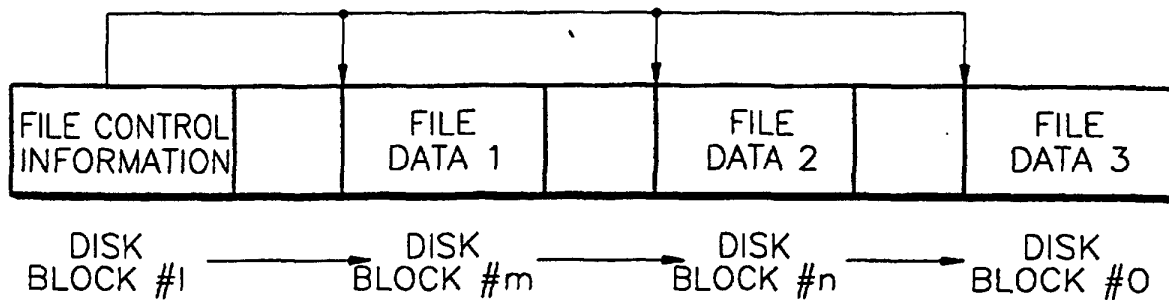 FILE CONTROL
INFORMATION
FILE
DATA 1
FILE
DATA 2
FILE
DATA 3
DISK
BLOCK #l
DISK
BLOCK #m
DISK
BLOCK #n
DISK
BLOCK #O